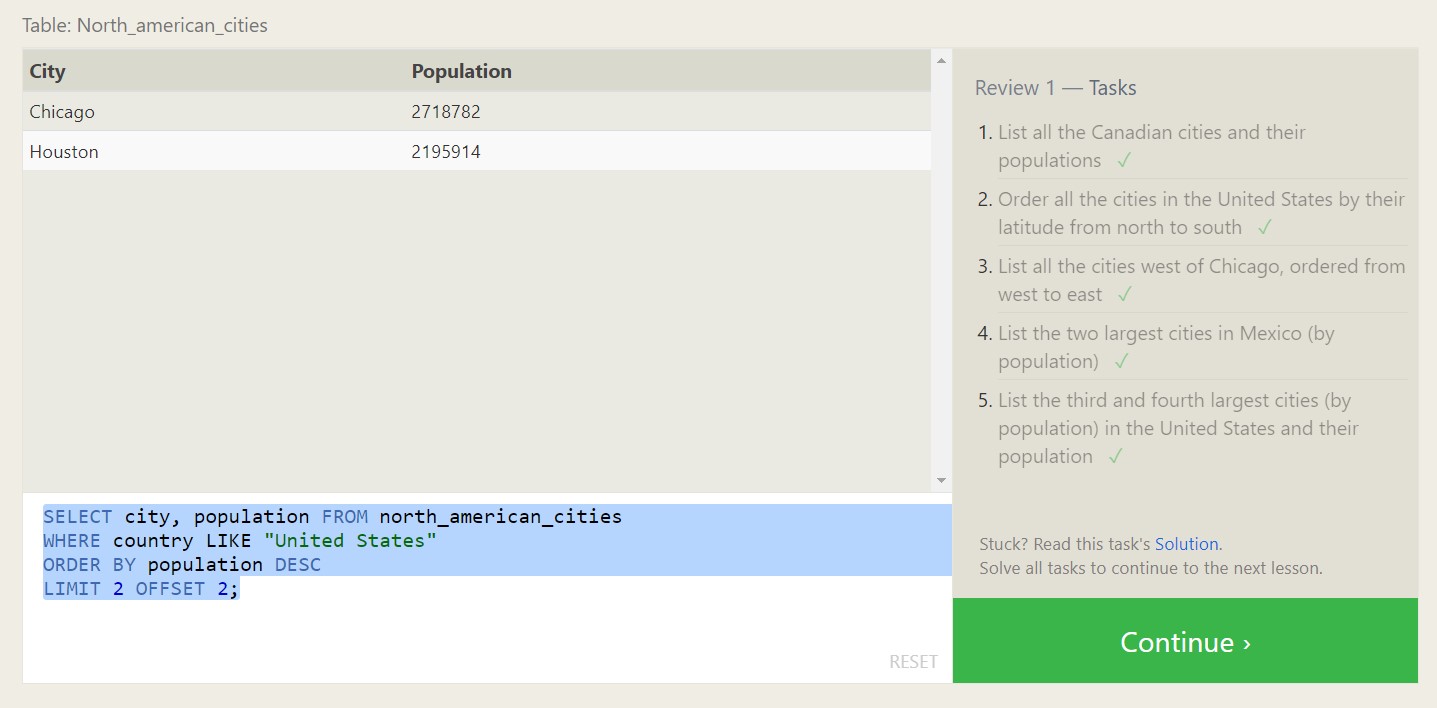 Table: North_american_cities
City Population
Chicago 2718782
Houston 2195914
SELECT city, population FROM north_american_cities
WHERE country LIKE "United States"
ORDER BY population DESC
LIMIT 2 OFFSET 2;
RESET
Review 1 — Tasks
1. List all the Canadian cities and their
populations ✓
2. Order all the cities in the United States by their
latitude from north to south ✓
3. List all the cities west of Chicago, ordered from
west to east ✓
4. List the two largest cities in Mexico (by
population) ✓
5. List the third and fourth largest cities (by
population) in the United States and their
population ✓
Stuck? Read this task's Solution.
Solve all tasks to continue to the next lesson.
Continue ›